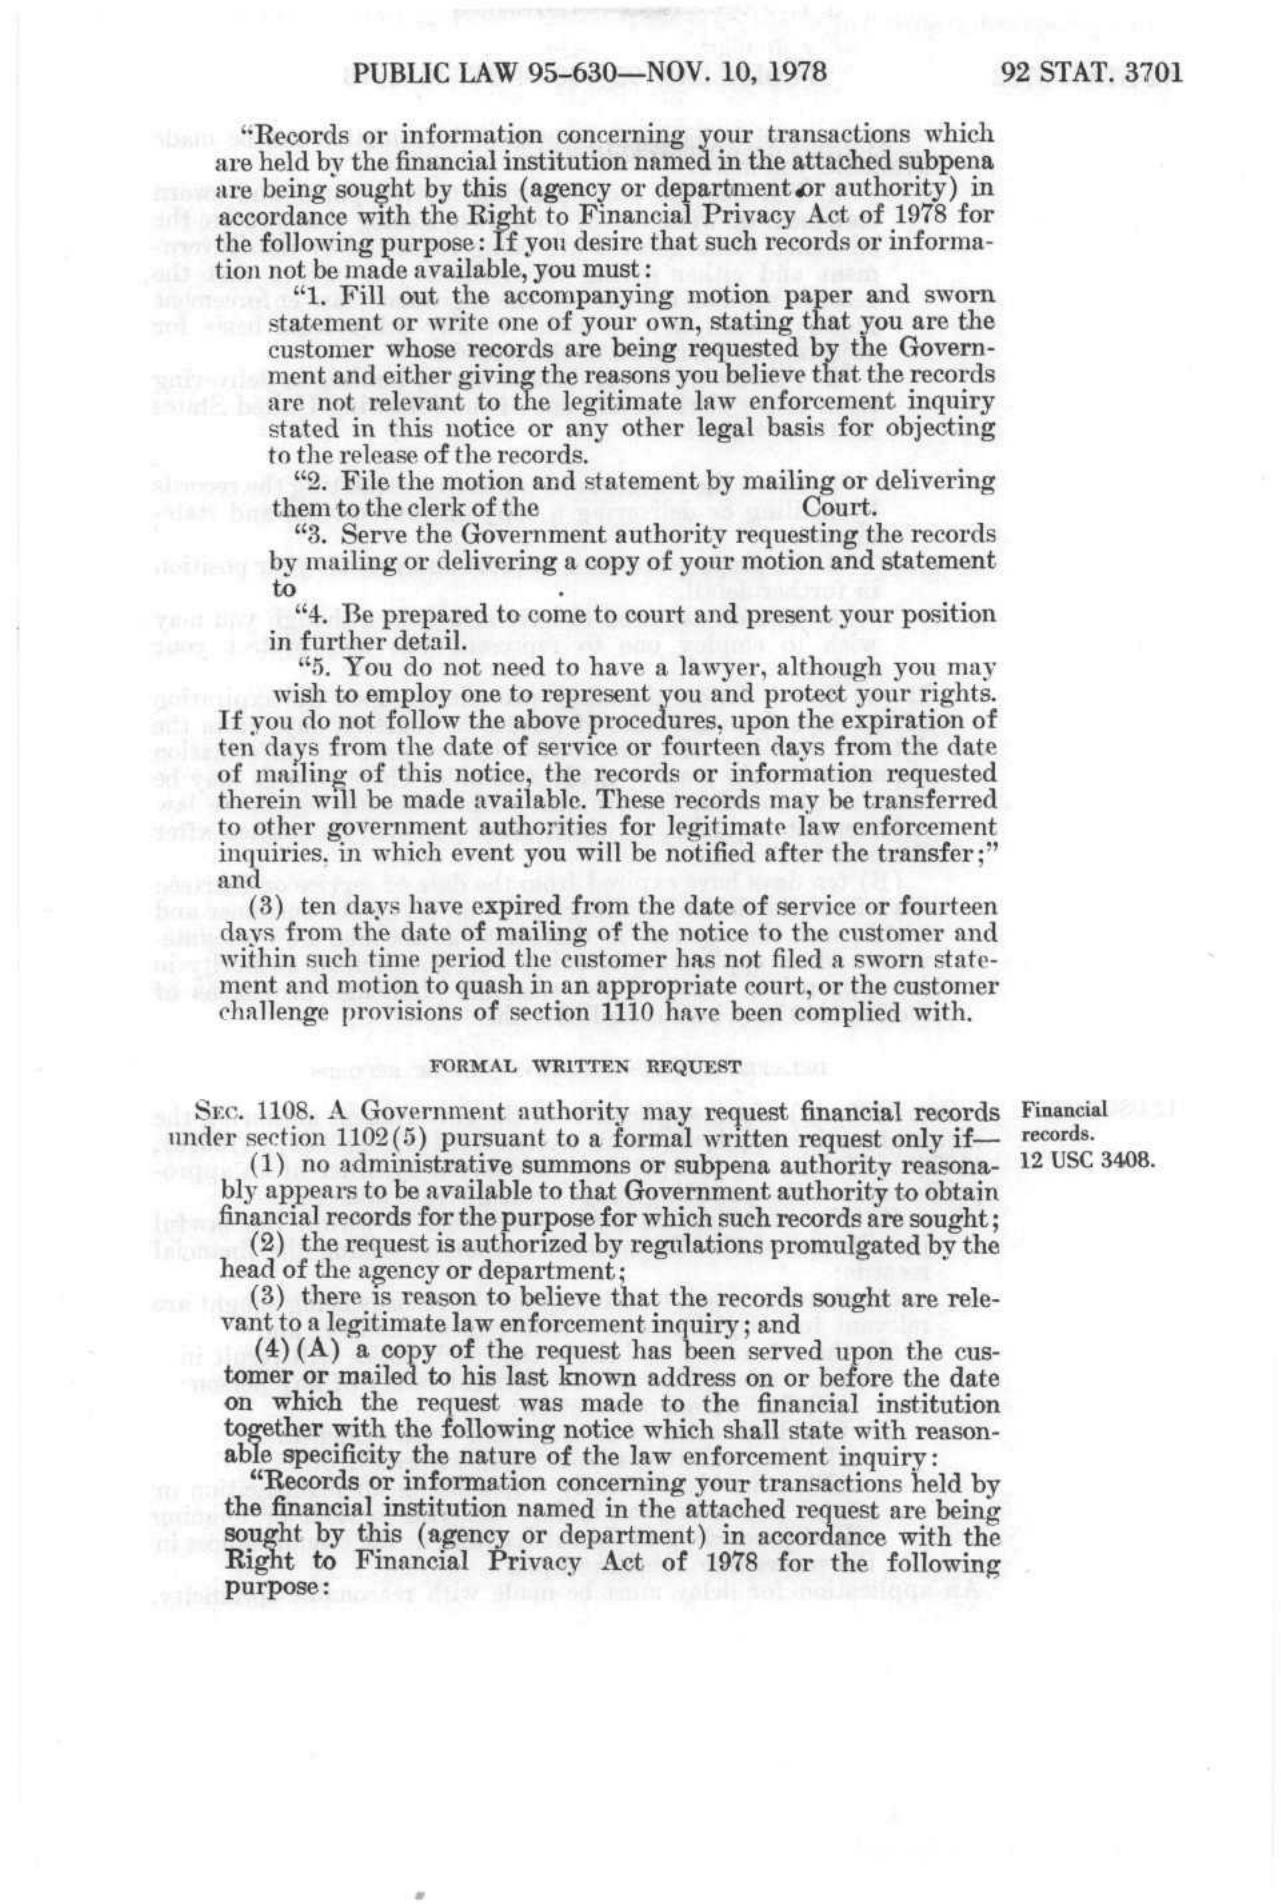 PUBLIC LAW 95-630—NOV. 10, 1978 92 STAT. 3701
“Records or information concerning your transactions which
are held by the financial institution named in the attached subpena
are being sought by this (agency or department or authority) in
accordance with the Right to Financial Privacy Act of 1978 for
the following purpose: If you desire that such records or informa-
tion not be made available, you must:
“1. Fill out the accompanying motion paper and sworn
statement or write one of your own, stating that you are the
customer whose records are being requested by the Govern-
ment and either giving the reasons you believe that the records
are not relevant to the legitimate law enforcement inquiry
stated in this notice or any other legal basis for objecting
to the release of the records.
“2. File the motion and statement by mailing or delivering
them to the clerk of the Court.
“3. Serve the Government authority requesting the records
by mailing or delivering a copy of your motion and statement
to .
“4. Be prepared to come to court and present your position
in further detail.
“5. You do not need to have a lawyer, although you may
wish to employ one to represent you and protect your rights.
If you do not follow the above procedures, upon the expiration of
ten days from the date of service or fourteen days from the date
of mailing of this notice, the records or information requested
therein will be made available. These records may be transferred
to other government authorities for legitimate law enforcement
inquiries, in which event you will be notified after the transfer;”
and
(3) ten days have expired from the date of service or fourteen
days from the date of mailing of the notice to the customer and
within such time period the customer has not filed a sworn state-
ment and motion to quash in an appropriate court, or the customer
challenge provisions of section 1110 have been complied with.
FORMAL WRITTEN REQUEST
SEC. 1108. A Government authority may request financial records
under section 1102(5) pursuant to a formal written request only if—
(1) no administrative summons or subpena authority reasona-
bly appears to be available to that Government authority to obtain
financial records for the purpose for which such records are sought;
(2) the request is authorized by regulations promulgated by the
head of the agency or department;
(3) there is reason to believe that the records sought are rele-
vant to a legitimate law enforcement inquiry; and
(4)(A) a copy of the request has been served upon the cus-
tomer or mailed to his last known address on or before the date
on which the request was made to the financial institution
together with the following notice which shall state with reason-
able specificity the nature of the law enforcement inquiry:
“Records or information concerning your transactions held by
the financial institution named in the attached request are being
sought by this (agency or department) in accordance with the
Right to Financial Privacy Act of 1978 for the following
purpose:
Financial
records.
12 USC 3408.